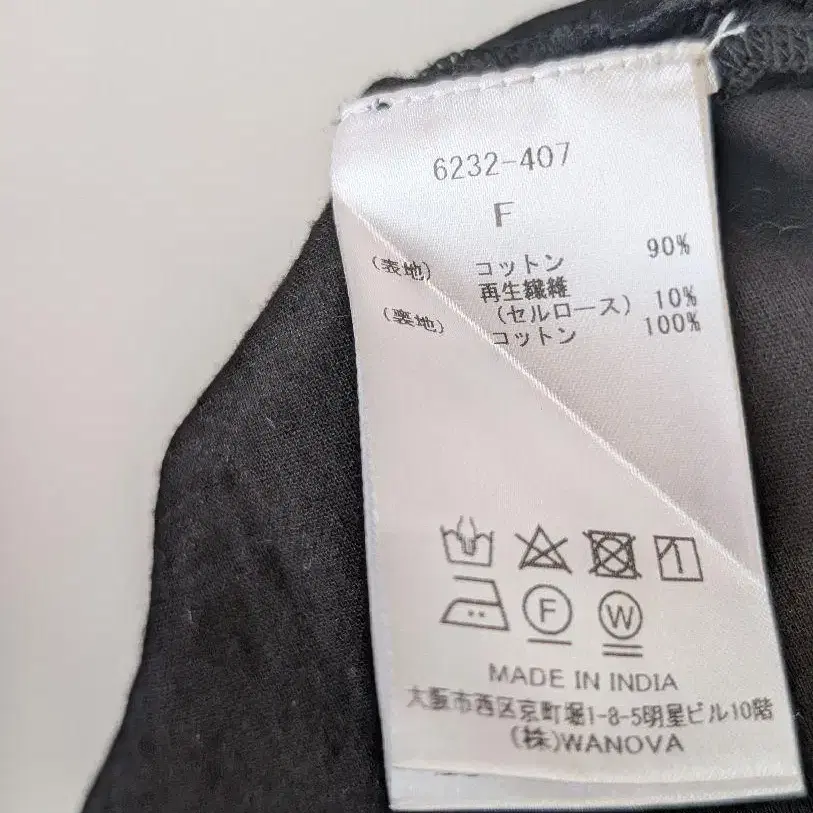 6232-407
F
(表地) コットン 90%
再生繊維
(セルロース) 10%
(裏地) コットン 100%
F W
MADE IN INDIA
大阪市西区京町堀1-8-5明星ビル10階
(株)WANOVA